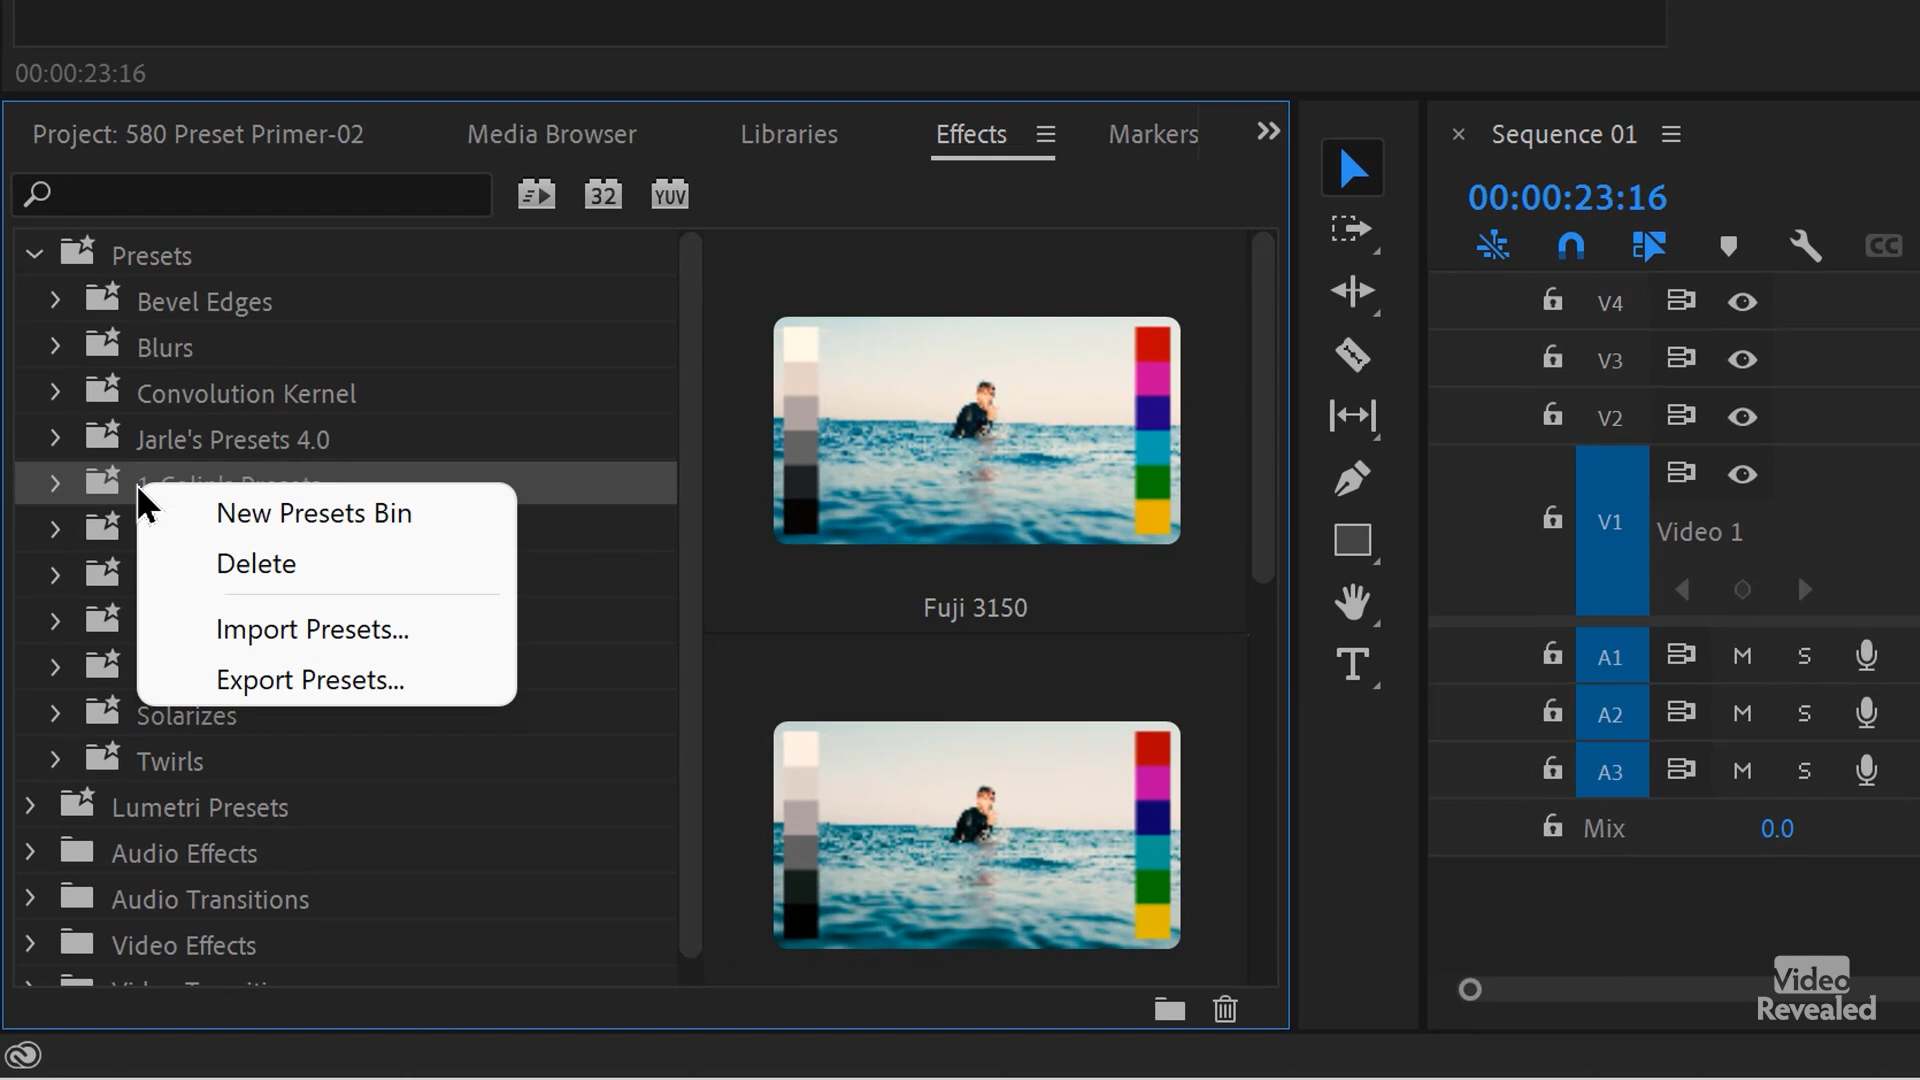 00:00:23:16
Project: 580 Preset Primer-02
Media Browser
Libraries
Effects
Markers
32
YUV
Presets
Bevel Edges
Blurs
Convolution Kernel
Jarle's Presets 4.0
New Presets Bin
Delete
Import Presets...
Export Presets...
Solarizes
Twirls
Lumetri Presets
Audio Effects
Audio Transitions
Video Effects
Fuji 3150
T
Sequence 01
00:00:23:16
CC
V4
V3
V2
V1
Video 1
A1 M S
A2 M S
A3 M S
Mix 0.0
Video
Revealed